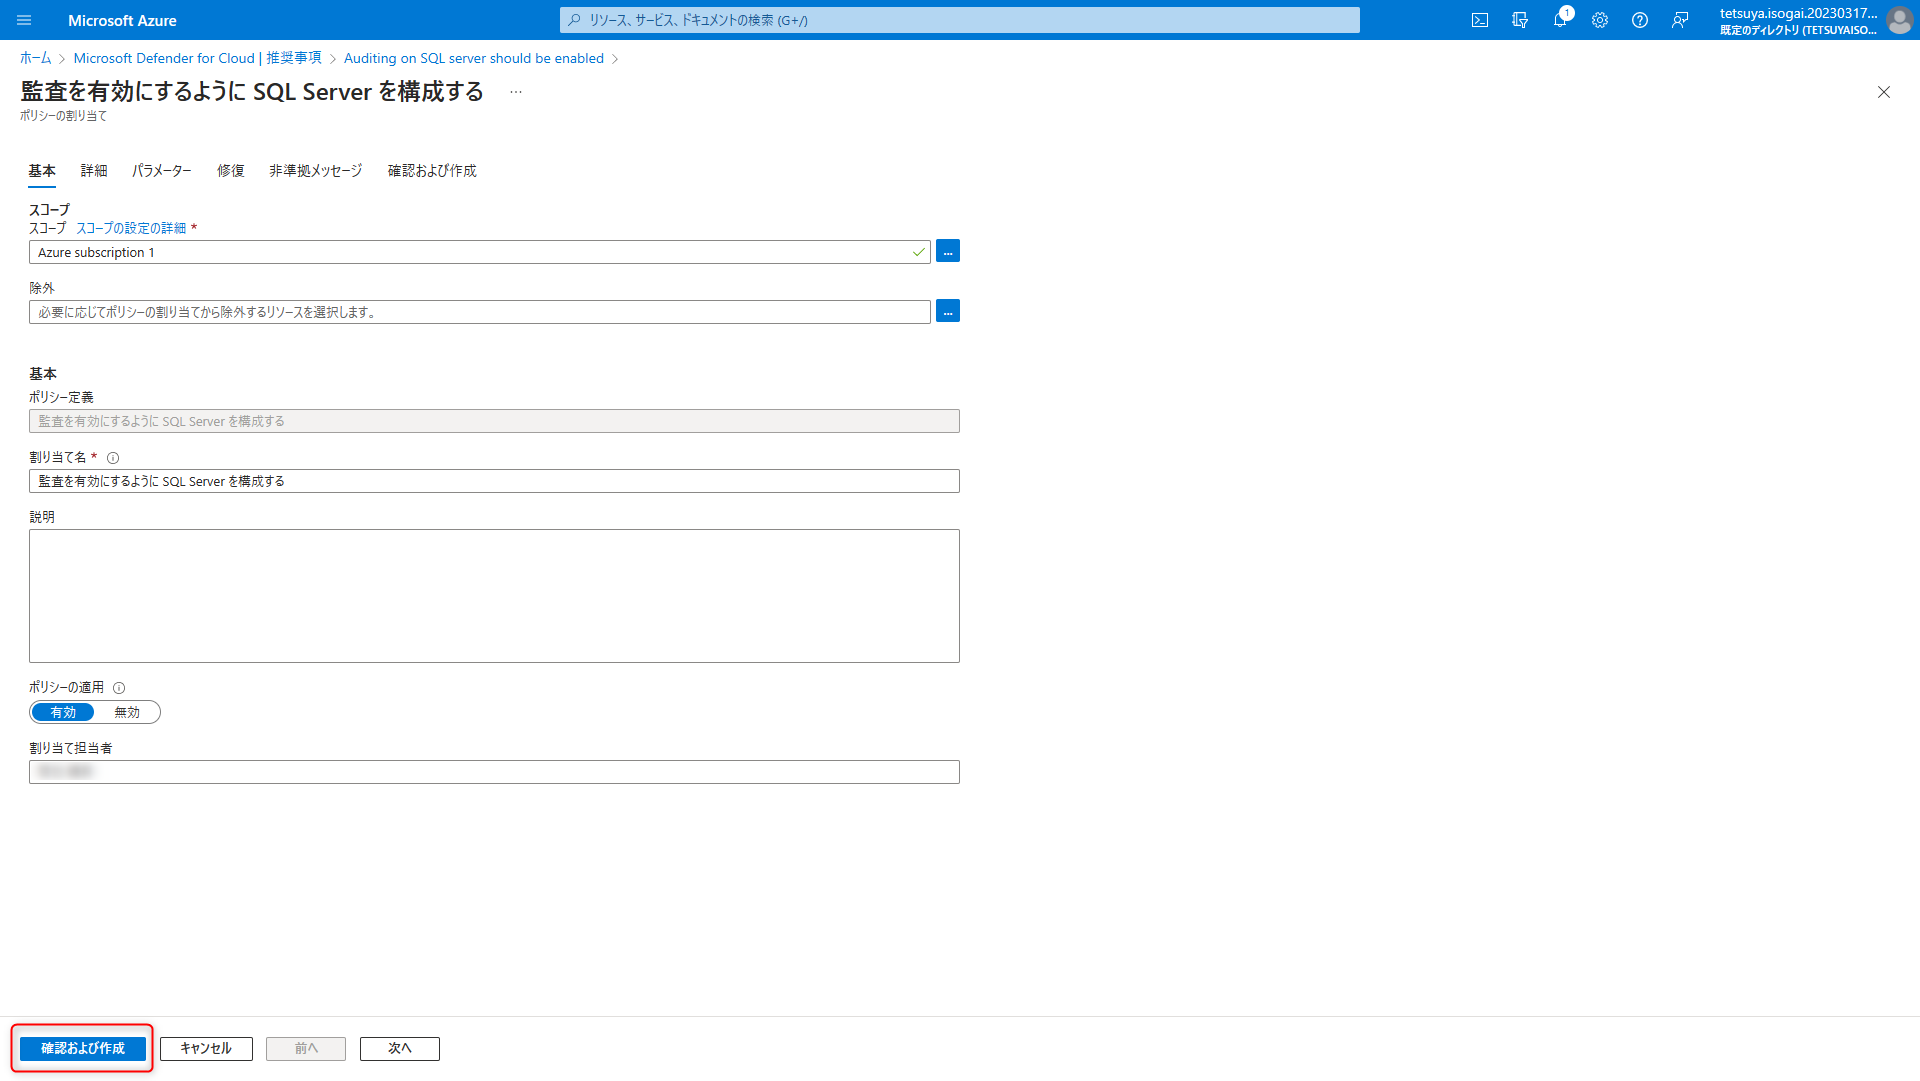 Microsoft Azure
リソース、サービス、ドキュメントの検索 (G+/)
1
tetsuya.isogai.20230317...
既定のディレクトリ (TETSUYAISO...
ホーム > Microsoft Defender for Cloud | 推奨事項 > Auditing on SQL server should be enabled >
監査を有効にするように SQL Server を構成する ...
ポリシーの割り当て
基本 詳細 パラメーター 修復 非準拠メッセージ 確認および作成
スコープ
スコープ スコープの設定の詳細 *
Azure subscription 1
...
除外
必要に応じてポリシーの割り当てから除外するリソースを選択します。
...
基本
ポリシー定義
監査を有効にするように SQL Server を構成する
割り当て名 *
監査を有効にするように SQL Server を構成する
説明
ポリシーの適用
有効 無効
割り当て担当者
確認および作成 キャンセル 前へ 次へ